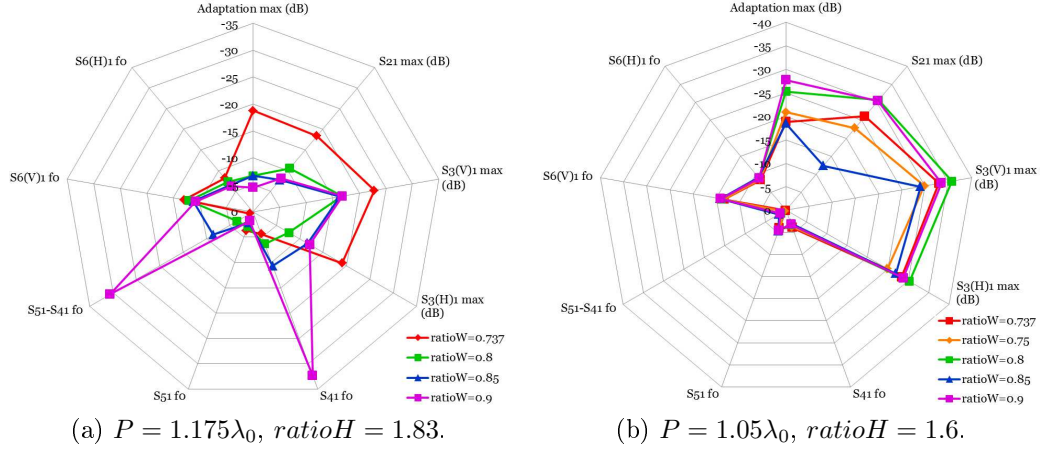 Adaptation max (dB)
-35
-30
-25
-20
-15
-10
-5
-0
S21 max (dB)
S3(V)1 max
(dB)
S3(H)1 max
(dB)
S41 fo
S51 fo
S51-S41 fo
S6(V)1 fo
S6(H)1 fo
ratioW=0.737
ratioW=0.8
ratioW=0.85
ratioW=0.9
(a) P = 1.175λ₀, ratioH = 1.83.
Adaptation max (dB)
-40
-35
-30
-25
-20
-15
-10
-5
-0
S21 max (dB)
S3(V)1 max
(dB)
S3(H)1 max
(dB)
S41 fo
S51 fo
S51-S41 fo
S6(V)1 fo
S6(H)1 fo
ratioW=0.737
ratioW=0.75
ratioW=0.8
ratioW=0.85
ratioW=0.9
(b) P = 1.05λ₀, ratioH = 1.6.